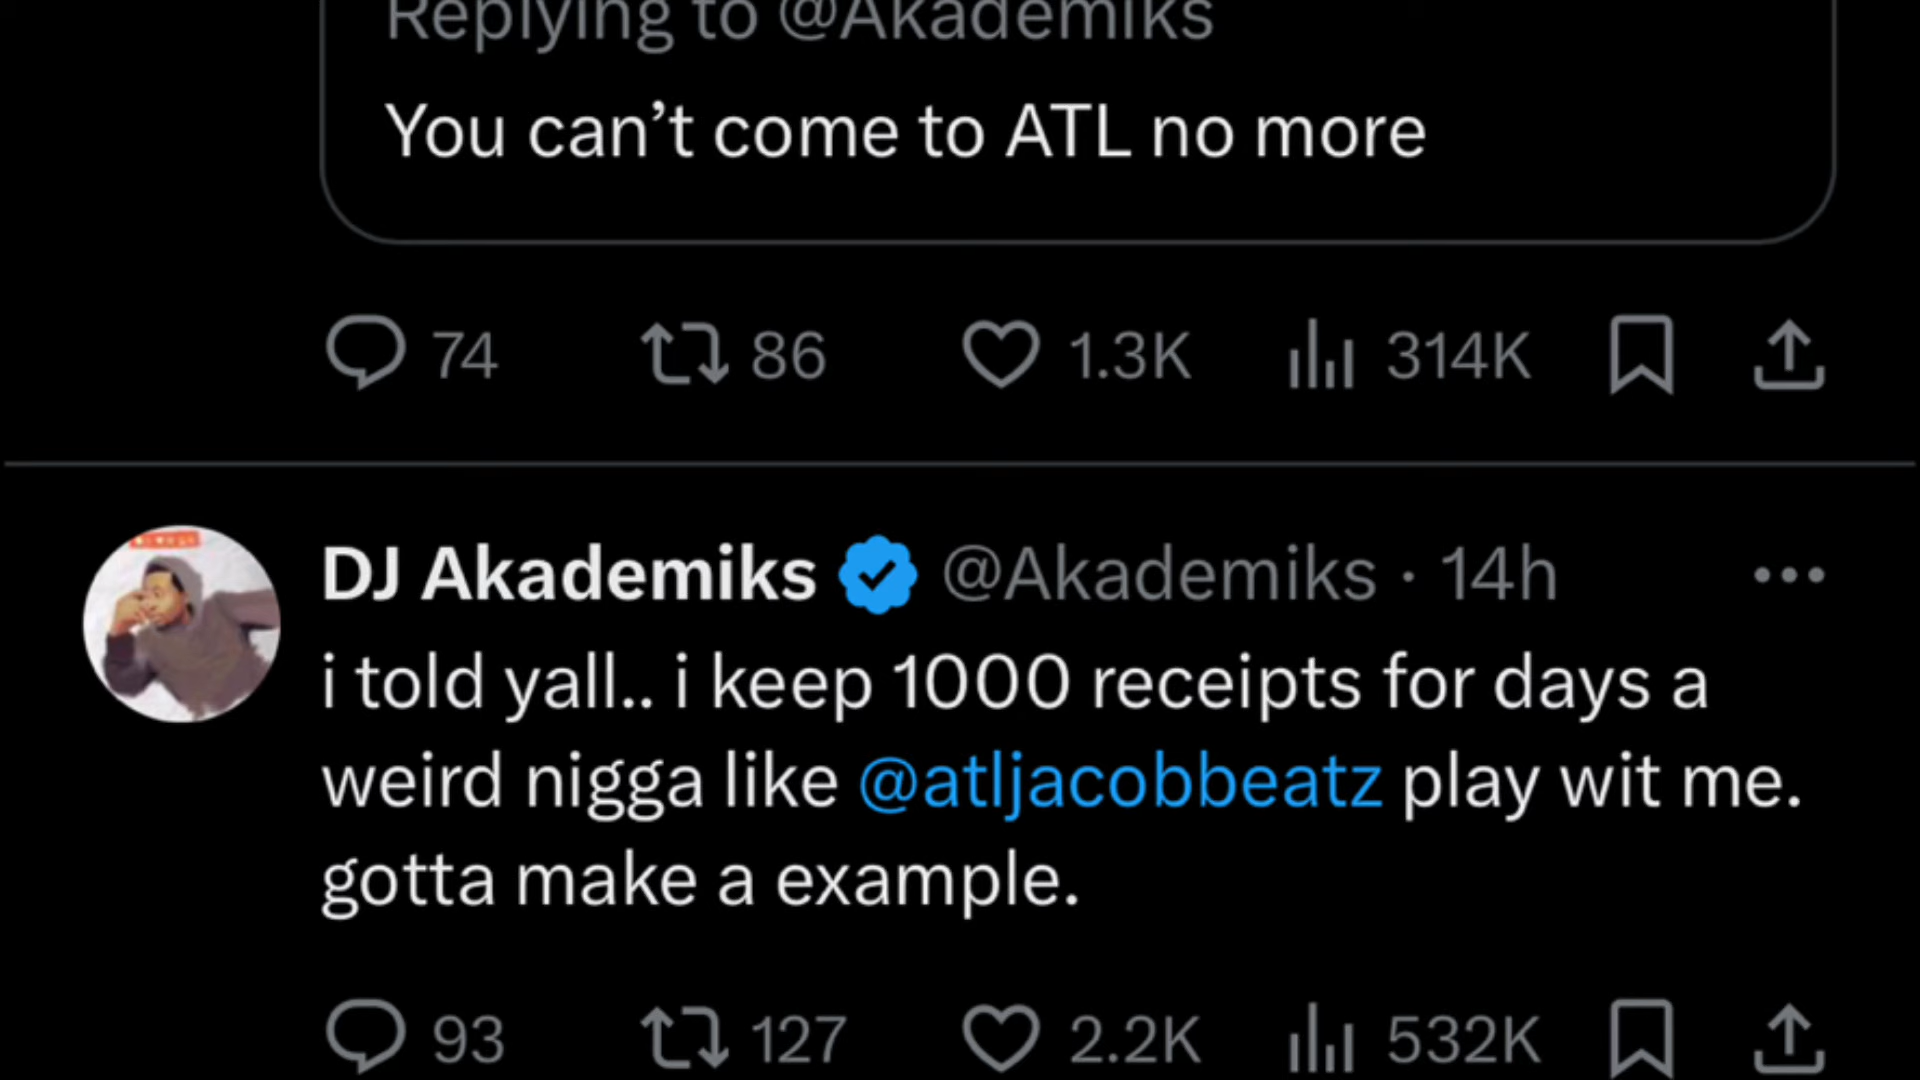 Replying to @Akademiks
You can’t come to ATL no more
74 86 1.3K 314K
DJ Akademiks @Akademiks · 14h
i told yall.. i keep 1000 receipts for days a
weird nigga like @atljacobbeatz play wit me.
gotta make a example.
93 127 2.2K 532K